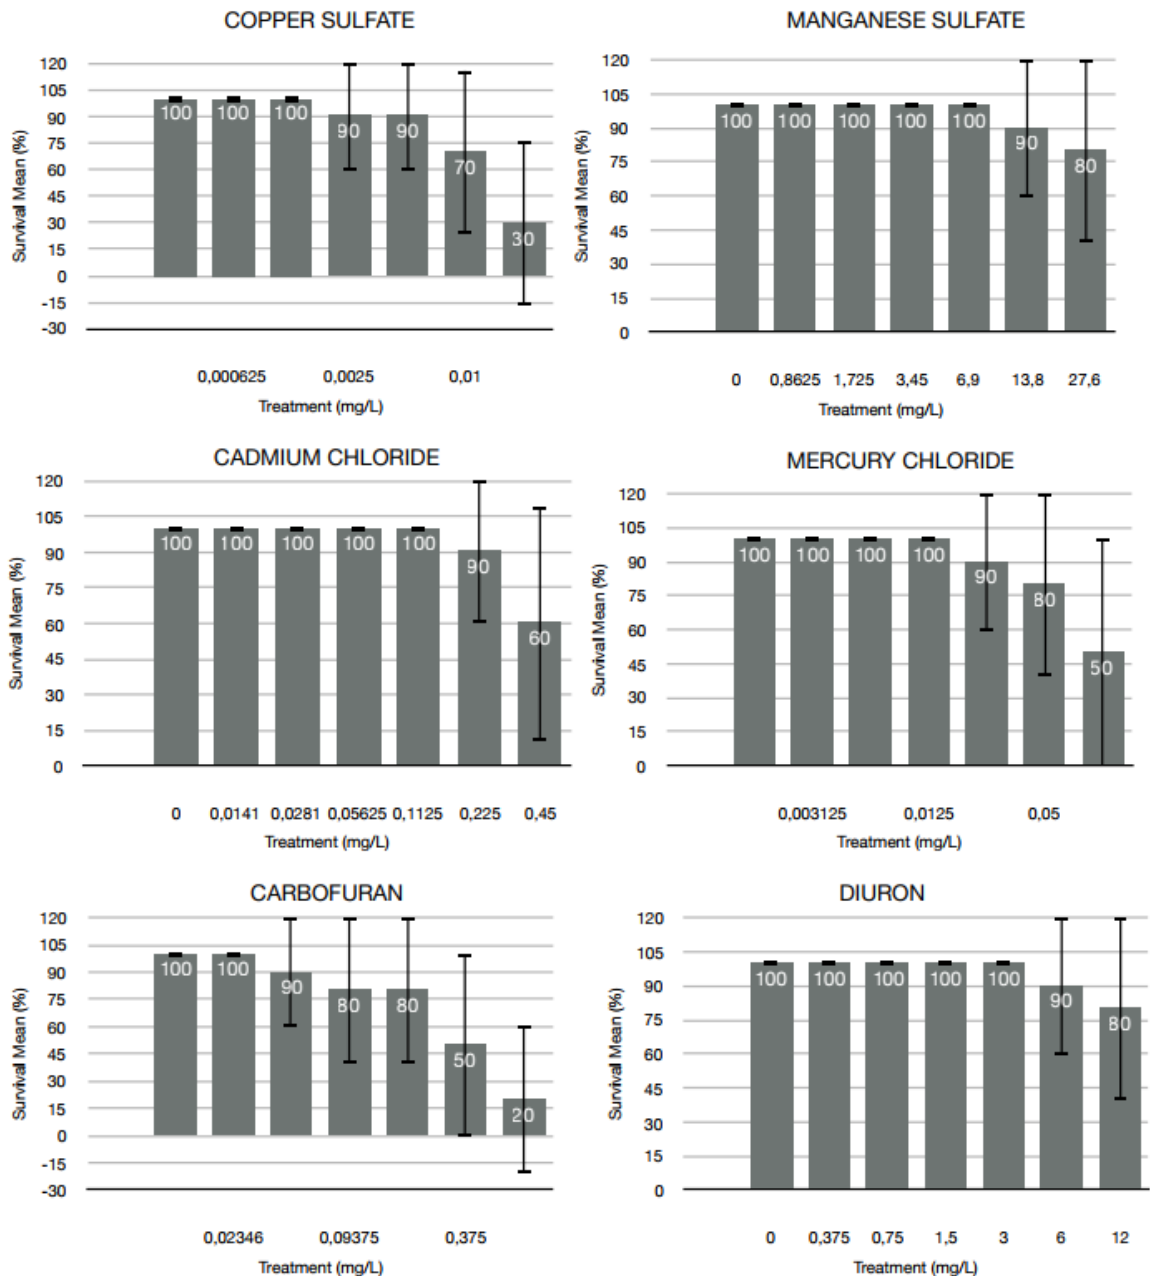 COPPER SULFATE
120
105
90
75
60
45
30
15
0
-15
-30
Survival Mean (%)
100 100 100 90 90 70 30
0,000625 0,0025 0,01
Treatment (mg/L)
MANGANESE SULFATE
120
105
90
75
60
45
30
15
0
Survival Mean (%)
100 100 100 100 100 90 80
0 0,8625 1,725 3,45 6,9 13,8 27,6
Treatment (mg/L)
CADMIUM CHLORIDE
120
105
90
75
60
45
30
15
0
Survival Mean (%)
100 100 100 100 100 90 60
0 0,0141 0,0281 0,05625 0,1125 0,225 0,45
Treatment (mg/L)
MERCURY CHLORIDE
120
105
90
75
60
45
30
15
0
Survival Mean (%)
100 100 100 100 90 80 50
0,003125 0,0125 0,05
Treatment (mg/L)
CARBOFURAN
120
105
90
75
60
45
30
15
0
-15
-30
Survival Mean (%)
100 100 90 80 80 50 20
0,02346 0,09375 0,375
Treatment (mg/L)
DIURON
120
105
90
75
60
45
30
15
0
Survival Mean (%)
100 100 100 100 100 90 80
0 0,375 0,75 1,5 3 6 12
Treatment (mg/L)